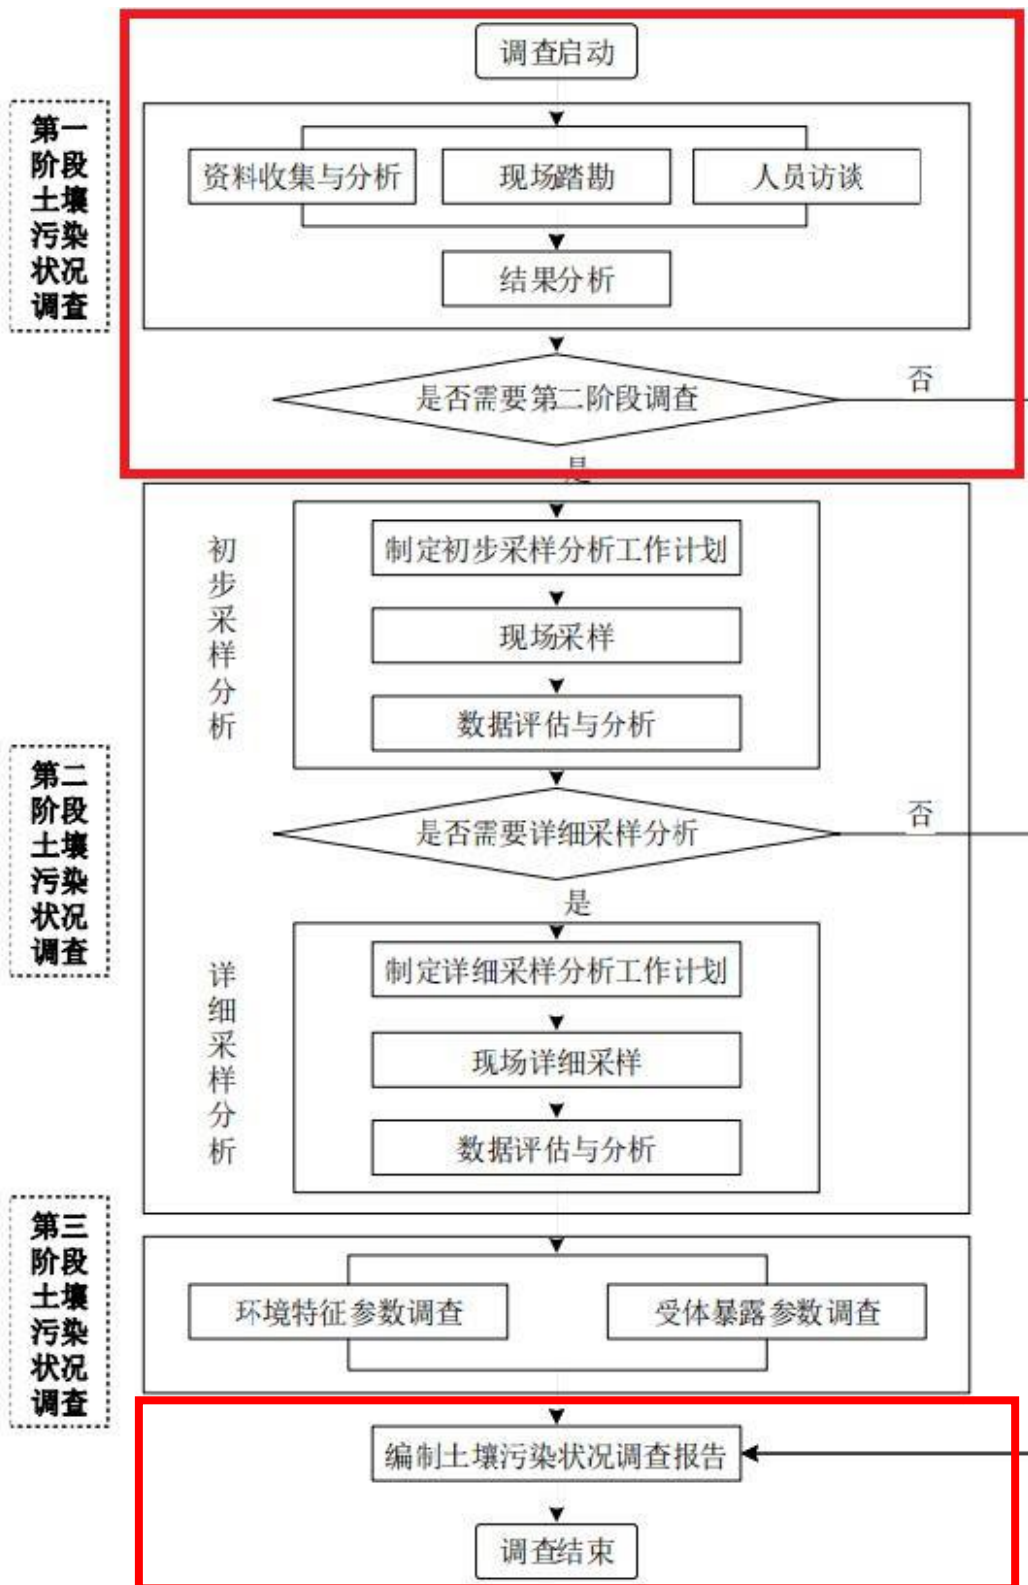 调查启动
第一
阶段
土壤
污染
状况
调查
资料收集与分析
现场踏勘
人员访谈
结果分析
是否需要第二阶段调查
否
是
初
步
采
样
分
析
制定初步采样分析工作计划
现场采样
数据评估与分析
第二
阶段
土壤
污染
状况
调查
是否需要详细采样分析
否
是
详
细
采
样
分
析
制定详细采样分析工作计划
现场详细采样
数据评估与分析
第三
阶段
土壤
污染
状况
调查
环境特征参数调查
受体暴露参数调查
编制土壤污染状况调查报告
调查结束